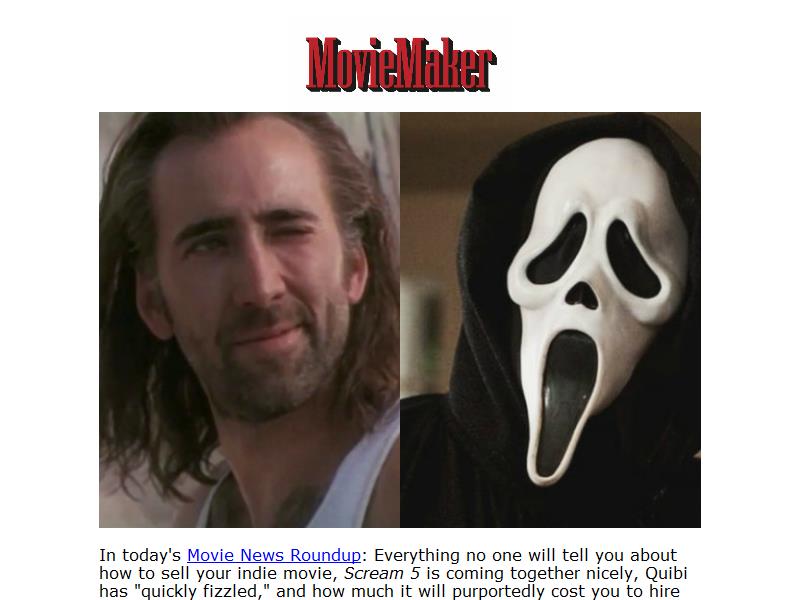 MovieMaker
In today's Movie News Roundup: Everything no one will tell you about
how to sell your indie movie, Scream 5 is coming together nicely, Quibi
has "quickly fizzled," and how much it will purportedly cost you to hire